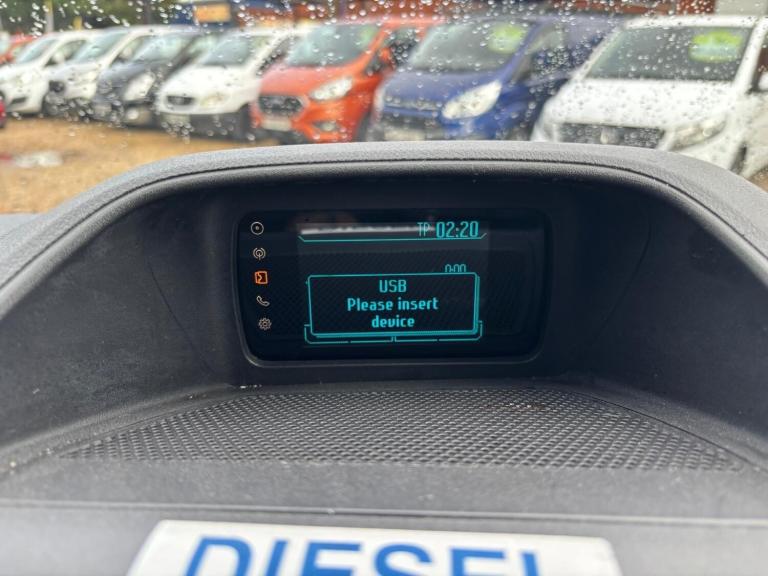 TP 02:20
0:00
USB
Please insert
device
DIESEL